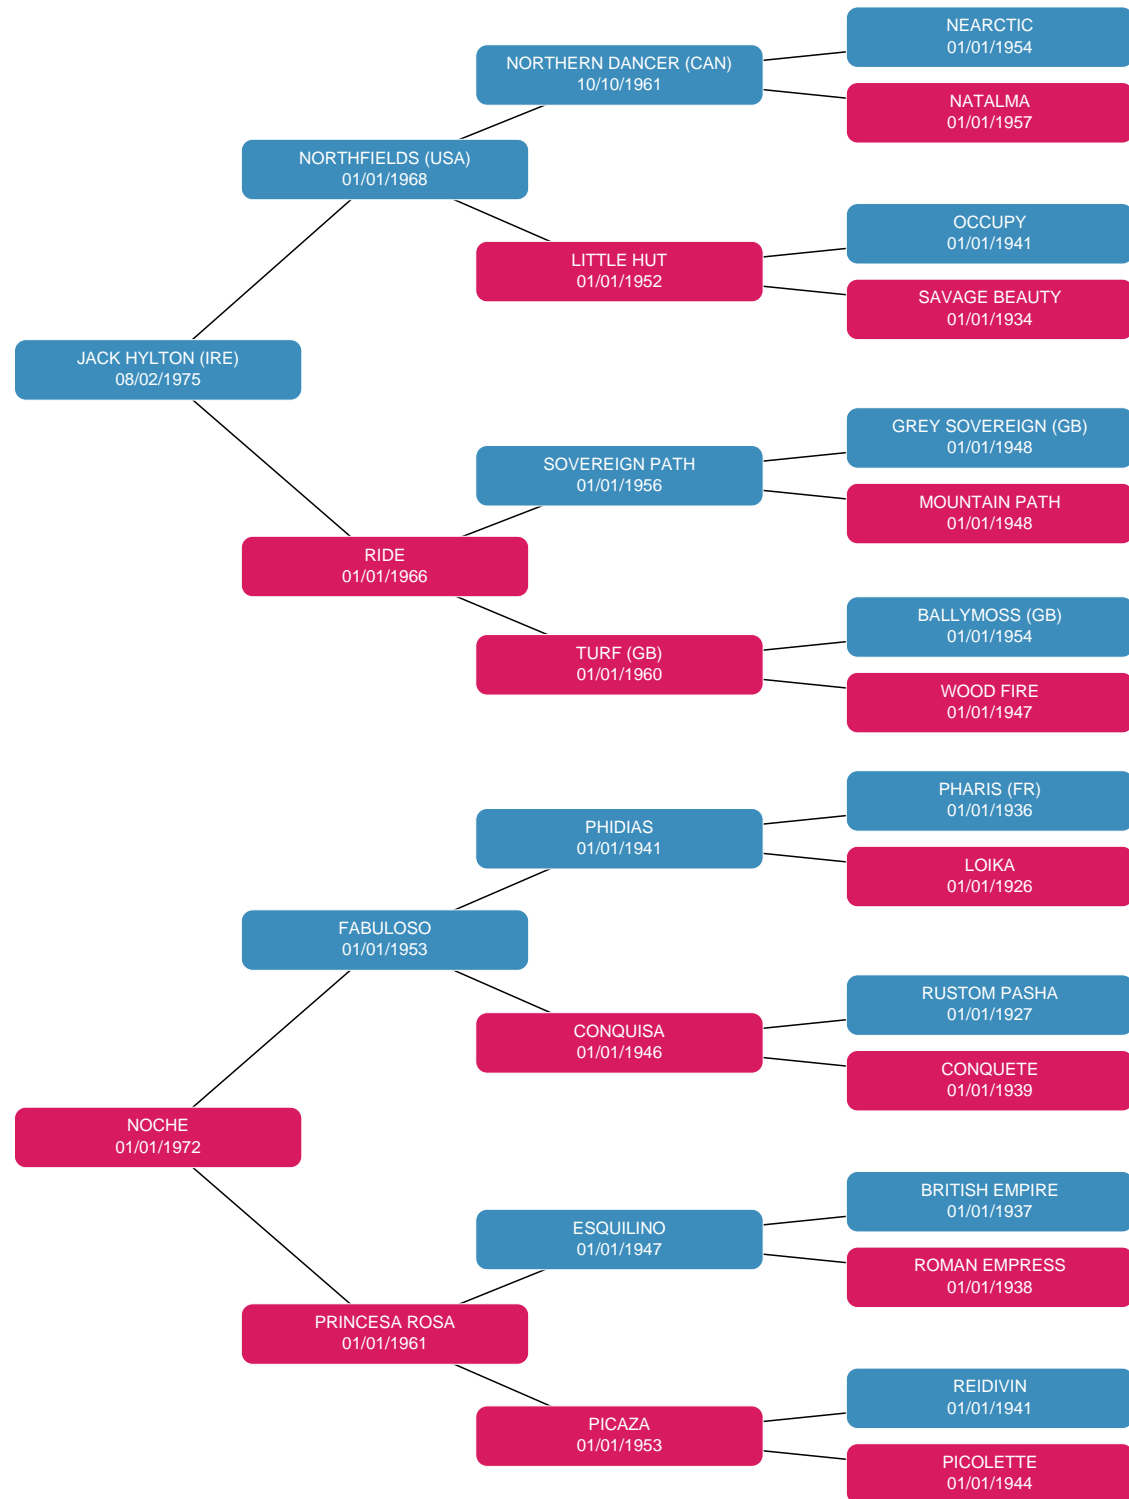 NEARCTIC
01/01/1954
NORTHERN DANCER (CAN)
10/10/1961
NATALMA
01/01/1957
NORTHFIELDS (USA)
01/01/1968
OCCUPY
01/01/1941
LITTLE HUT
01/01/1952
SAVAGE BEAUTY
01/01/1934
JACK HYLTON (IRE)
08/02/1975
GREY SOVEREIGN (GB)
01/01/1948
SOVEREIGN PATH
01/01/1956
MOUNTAIN PATH
01/01/1948
RIDE
01/01/1966
BALLYMOSS (GB)
01/01/1954
TURF (GB)
01/01/1960
WOOD FIRE
01/01/1947
PHARIS (FR)
01/01/1936
PHIDIAS
01/01/1941
LOIKA
01/01/1926
FABULOSO
01/01/1953
RUSTOM PASHA
01/01/1927
CONQUISA
01/01/1946
CONQUETE
01/01/1939
NOCHE
01/01/1972
BRITISH EMPIRE
01/01/1937
ESQUILINO
01/01/1947
ROMAN EMPRESS
01/01/1938
PRINCESA ROSA
01/01/1961
REIDIVIN
01/01/1941
PICAZA
01/01/1953
PICOLETTE
01/01/1944